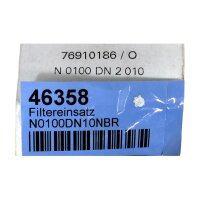 76910186 / O
N 0100 DN 2 010
46358
Filtereinsatz
N0100DN10NBR